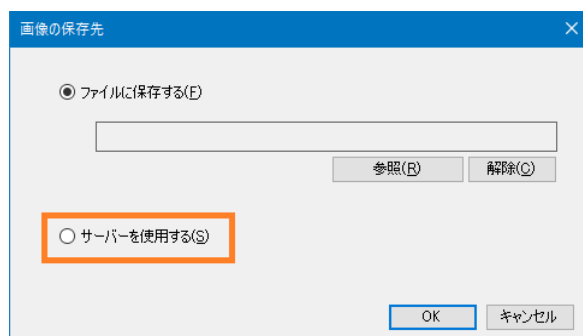 画像の保存先
ファイルに保存する(F)
参照(R) 解除(C)
サーバーを使用する(S)
OK キャンセル